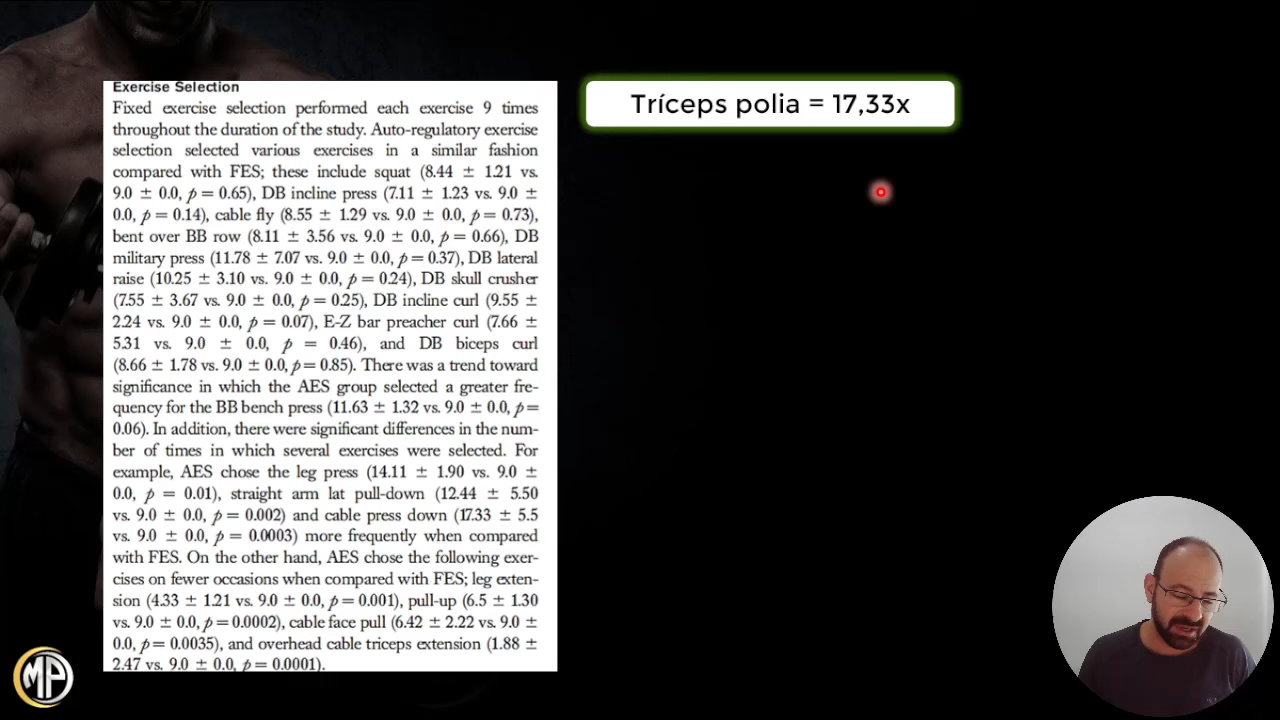 Exercise Selection
Fixed exercise selection performed each exercise 9 times
throughout the duration of the study. Auto-regulatory exercise
selection selected various exercises in a similar fashion
compared with FES; these include squat (8.44 ± 1.21 vs.
9.0 ± 0.0, p = 0.65), DB incline press (7.11 ± 1.23 vs. 9.0 ±
0.0, p = 0.14), cable fly (8.55 ± 1.29 vs. 9.0 ± 0.0, p = 0.73),
bent over BB row (8.11 ± 3.56 vs. 9.0 ± 0.0, p = 0.66), DB
military press (11.78 ± 7.07 vs. 9.0 ± 0.0, p = 0.37), DB lateral
raise (10.25 ± 3.10 vs. 9.0 ± 0.0, p = 0.24), DB skull crusher
(7.55 ± 3.67 vs. 9.0 ± 0.0, p = 0.25), DB incline curl (9.55 ±
2.24 vs. 9.0 ± 0.0, p = 0.07), E-Z bar preacher curl (7.66 ±
5.31 vs. 9.0 ± 0.0, p = 0.46), and DB biceps curl
(8.66 ± 1.78 vs. 9.0 ± 0.0, p = 0.85). There was a trend toward
significance in which the AES group selected a greater fre-
quency for the BB bench press (11.63 ± 1.32 vs. 9.0 ± 0.0, p =
0.06). In addition, there were significant differences in the num-
ber of times in which several exercises were selected. For
example, AES chose the leg press (14.11 ± 1.90 vs. 9.0 ±
0.0, p = 0.01), straight arm lat pull-down (12.44 ± 5.50
vs. 9.0 ± 0.0, p = 0.002) and cable press down (17.33 ± 5.5
vs. 9.0 ± 0.0, p = 0.0003) more frequently when compared
with FES. On the other hand, AES chose the following exer-
cises on fewer occasions when compared with FES; leg exten-
sion (4.33 ± 1.21 vs. 9.0 ± 0.0, p = 0.001), pull-up (6.5 ± 1.30
vs. 9.0 ± 0.0, p = 0.0002), cable face pull (6.42 ± 2.22 vs. 9.0 ±
0.0, p = 0.0035), and overhead cable triceps extension (1.88 ±
2.47 vs. 9.0 ± 0.0, p = 0.0001).
Tríceps polia = 17,33x
MP